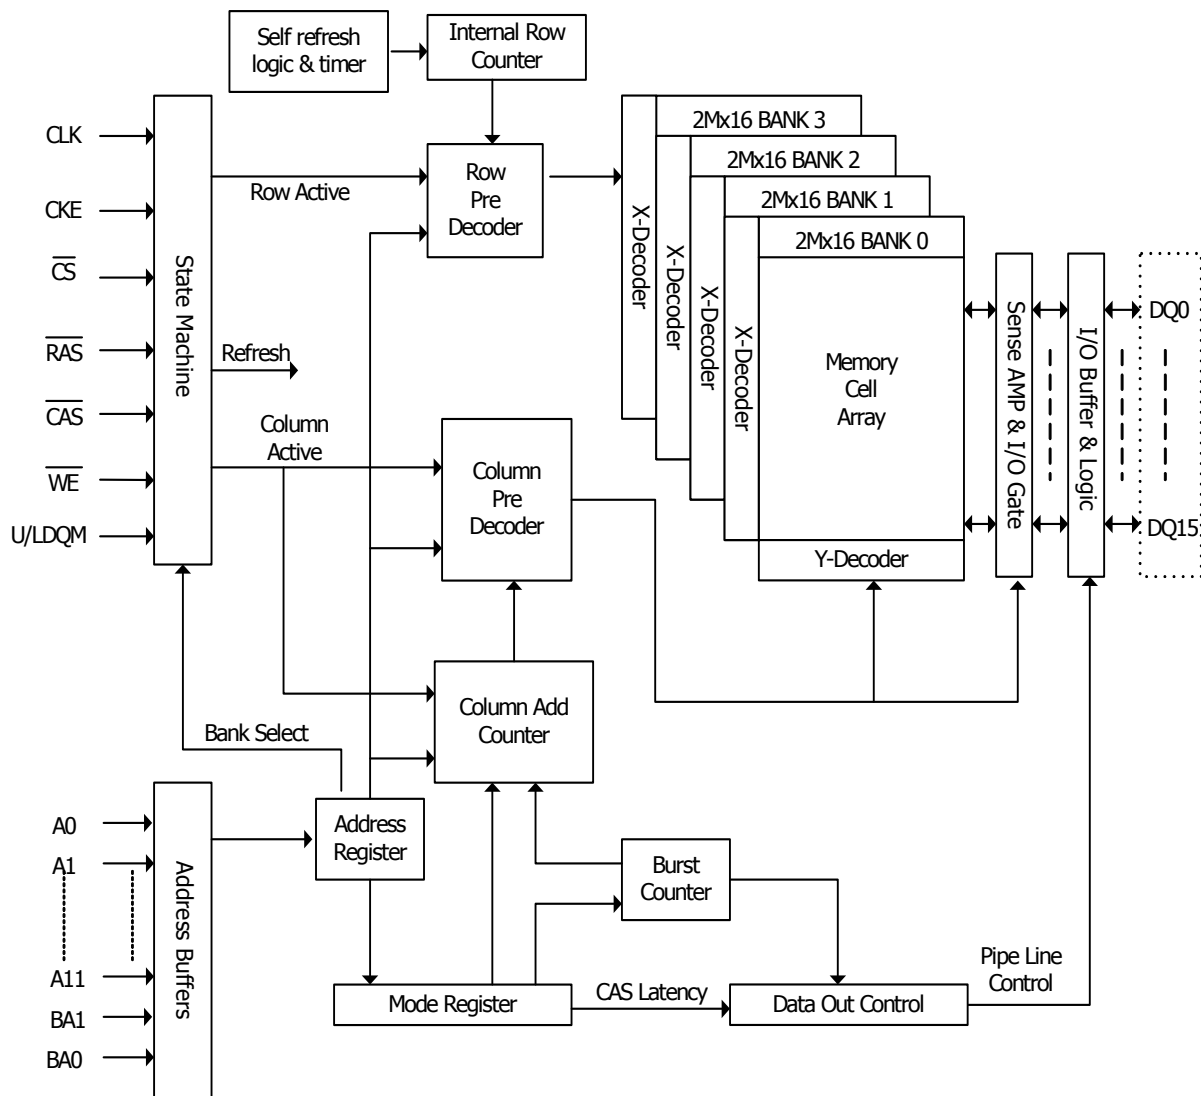 Self refresh
logic & timer
Internal Row
Counter
CLK
CKE
CS
RAS
CAS
WE
U/LDQM
State Machine
Row Active
Refresh
Column
Active
Row
Pre
Decoder
Column
Pre
Decoder
Column Add
Counter
Bank Select
2Mx16 BANK 3
2Mx16 BANK 2
2Mx16 BANK 1
2Mx16 BANK 0
X-Decoder
X-Decoder
X-Decoder
X-Decoder
Memory
Cell
Array
Y-Decoder
Sense AMP & I/O Gate
I/O Buffer & Logic
DQ0
DQ15
A0
A1
A11
BA1
BA0
Address Buffers
Address
Register
Burst
Counter
Mode Register
CAS Latency
Data Out Control
Pipe Line
Control